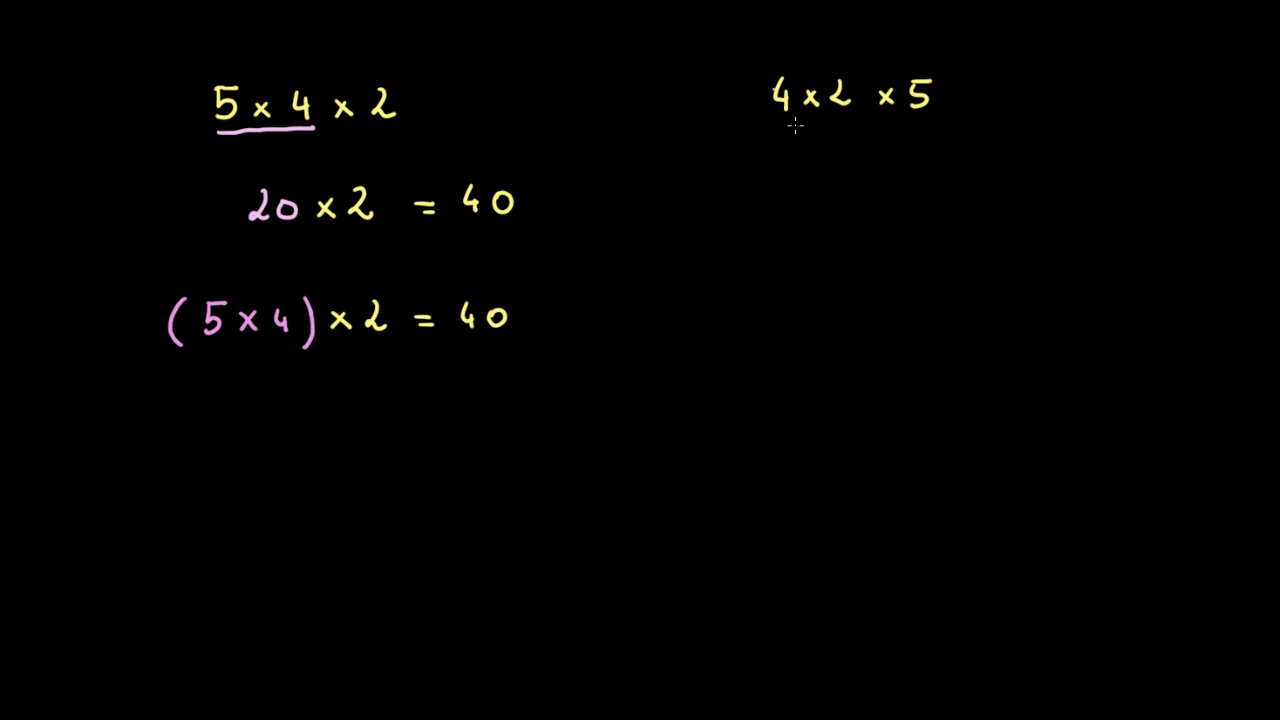 5 × 4 × 2
4 × 2 × 5
20 × 2 = 40
(5 × 4) × 2 = 40